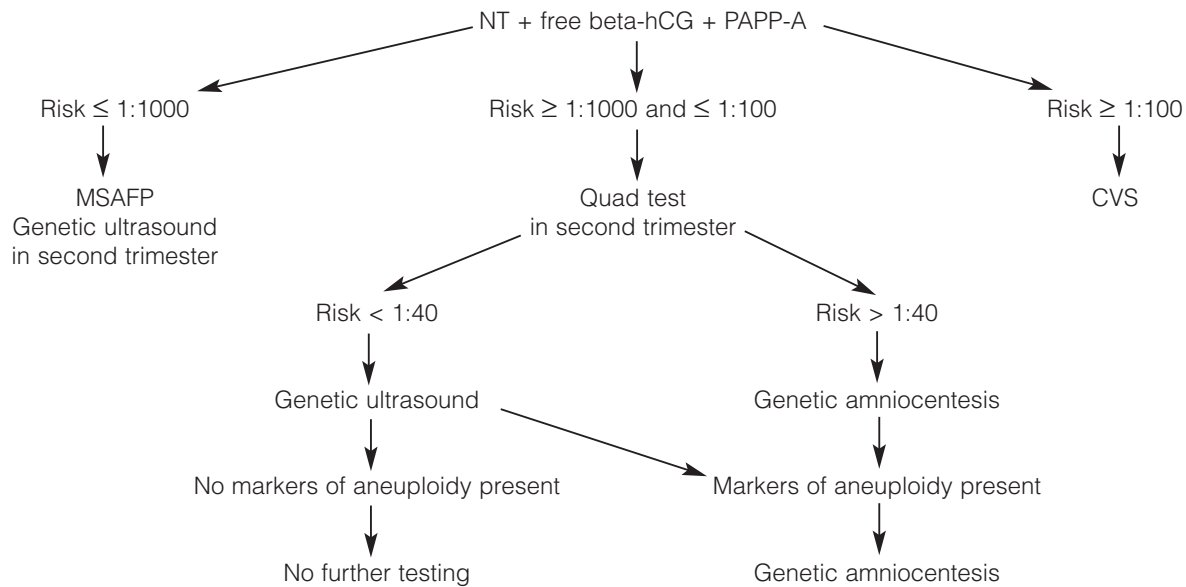 NT + free beta-hCG + PAPP-A
Risk ≤ 1:1000
Risk ≥ 1:1000 and ≤ 1:100
Risk ≥ 1:100
MSAFP
Genetic ultrasound
in second trimester
Quad test
in second trimester
CVS
Risk < 1:40
Risk > 1:40
Genetic ultrasound
Genetic amniocentesis
No markers of aneuploidy present
Markers of aneuploidy present
No further testing
Genetic amniocentesis